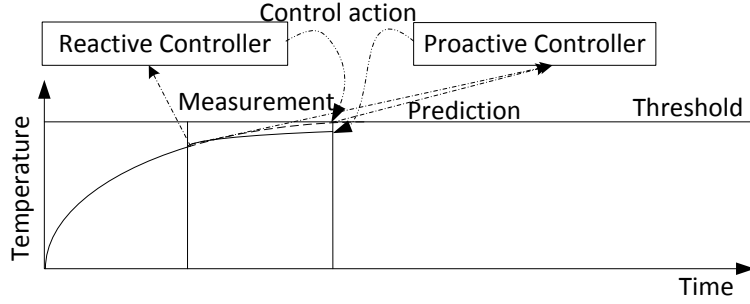 Control action
Reactive Controller
Proactive Controller
Measurement
Prediction
Threshold
Temperature
Time